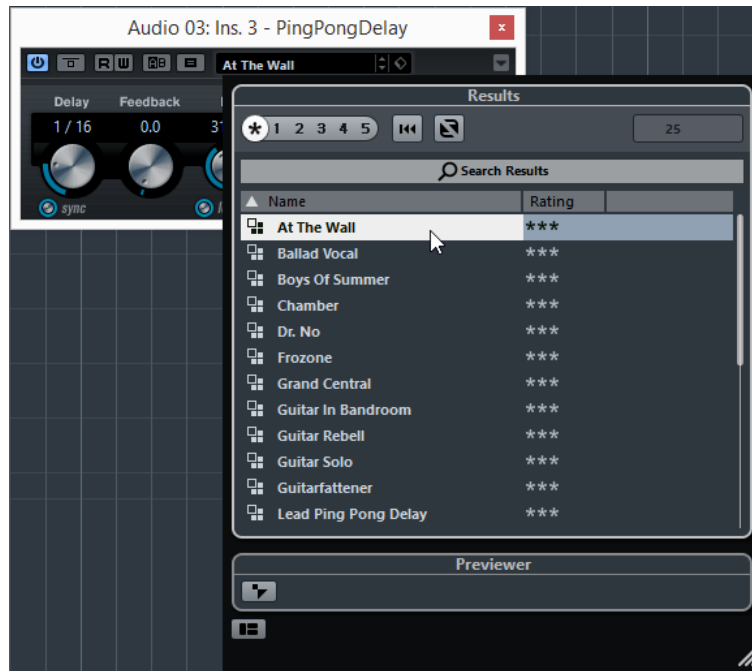 Audio 03: Ins. 3 - PingPongDelay
x
R W AB At The Wall
Delay Feedback
1 / 16 0.0
sync
Results
1 2 3 4 5 25
Search Results
Name Rating
At The Wall ***
Ballad Vocal ***
Boys Of Summer ***
Chamber ***
Dr. No ***
Frozone ***
Grand Central ***
Guitar In Bandroom ***
Guitar Rebell ***
Guitar Solo ***
Guitarfattener ***
Lead Ping Pong Delay ***
Previewer